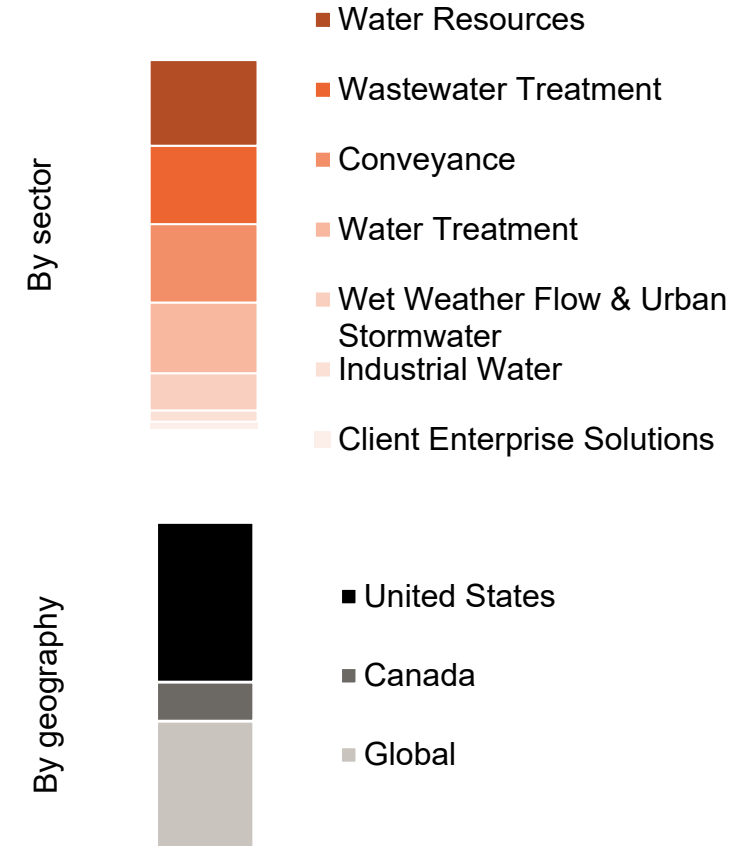 By sector
Water Resources
Wastewater Treatment
Conveyance
Water Treatment
Wet Weather Flow & Urban
Stormwater
Industrial Water
Client Enterprise Solutions
By geography
United States
Canada
Global